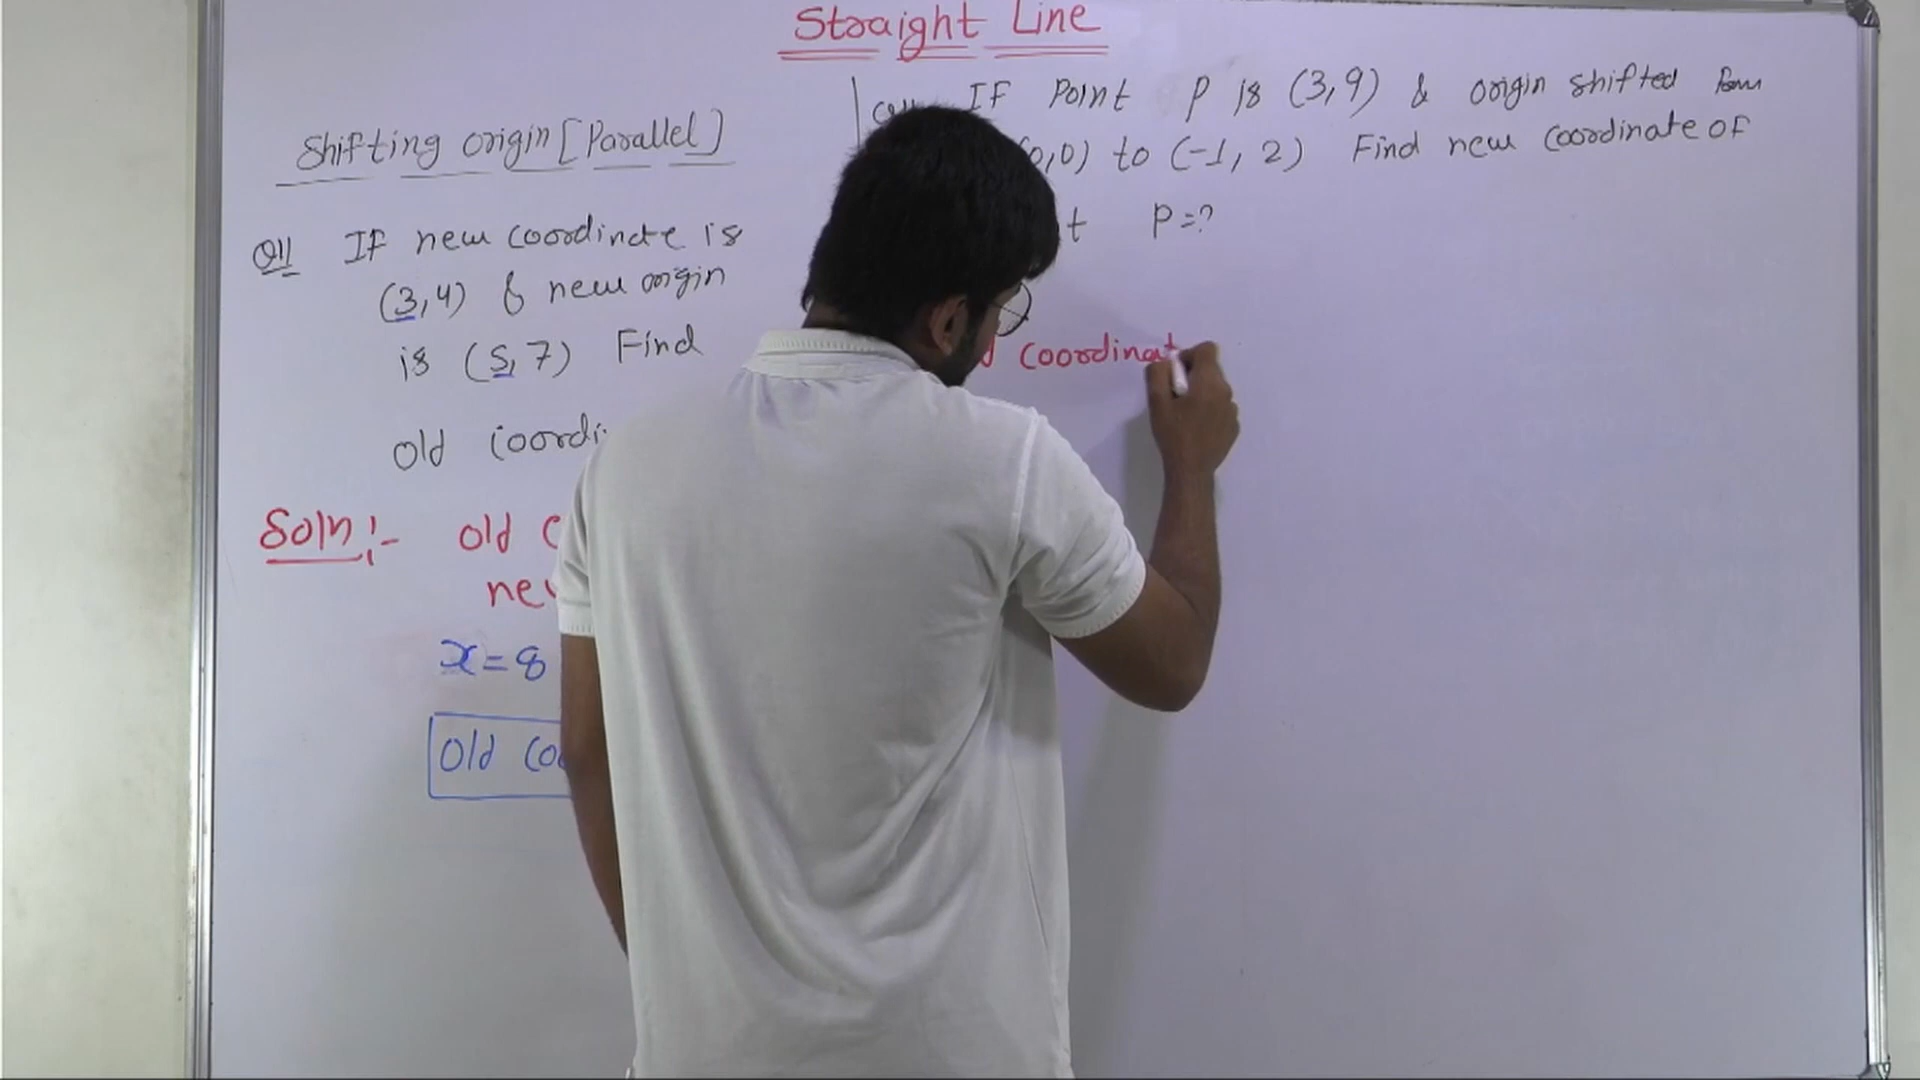 Straight Line
Shifting origin [Parallel]
Q1| If new coordinate is
(3,4) & new origin
is (5,7) Find
old coordi
Soln:- old c
new
x=8
old coo
IF Point P is (3,9) & origin shifted from
(0,0) to (-1, 2) Find new coordinate of
t P=?
coordinat